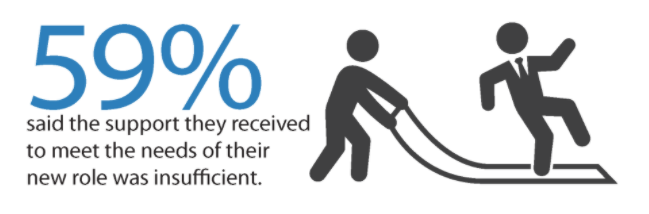 59%
said the support they received
to meet the needs of their
new role was insufficient.